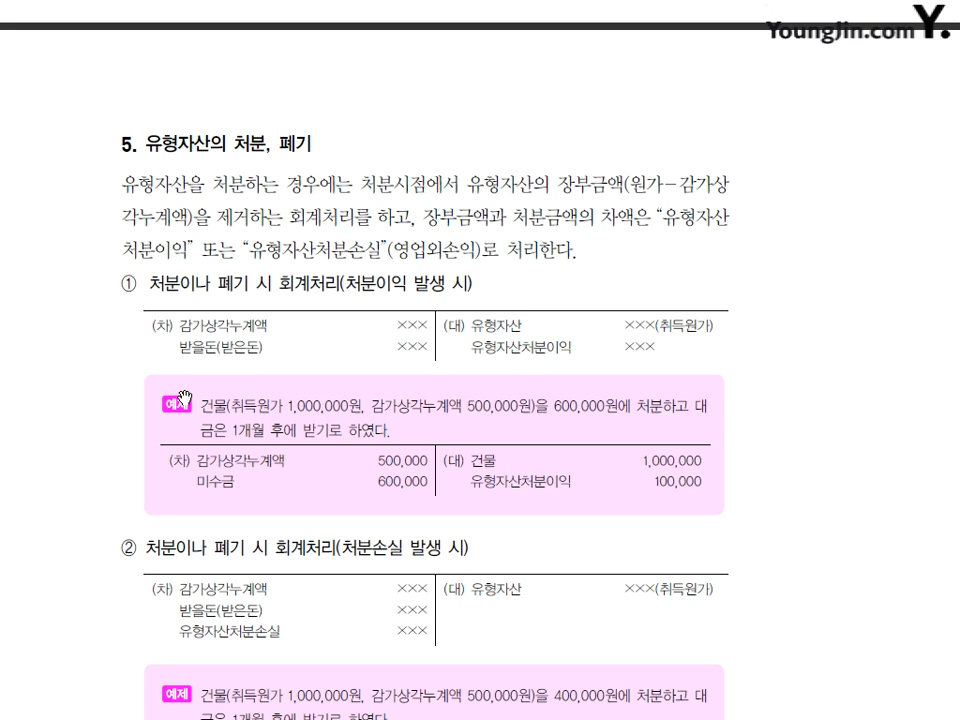 YoungJin.com Y.
5. 유형자산의 처분, 폐기
유형자산을 처분하는 경우에는 처분시점에서 유형자산의 장부금액(원가-감가상
각누계액)을 제거하는 회계처리를 하고, 장부금액과 처분금액의 차액은 “유형자산
처분이익” 또는 “유형자산처분손실”(영업외손익)로 처리한다.
① 처분이나 폐기 시 회계처리(처분이익 발생 시)
(차) 감가상각누계액 ××× (대) 유형자산 ×××(취득원가)
받을돈(받은돈) ××× 유형자산처분이익 ×××
예제 건물(취득원가 1,000,000원, 감가상각누계액 500,000원)을 600,000원에 처분하고 대
금은 1개월 후에 받기로 하였다.
(차) 감가상각누계액 500,000 (대) 건물 1,000,000
미수금 600,000 유형자산처분이익 100,000
② 처분이나 폐기 시 회계처리(처분손실 발생 시)
(차) 감가상각누계액 ××× (대) 유형자산 ×××(취득원가)
받을돈(받은돈) ×××
유형자산처분손실 ×××
예제 건물(취득원가 1,000,000원, 감가상각누계액 500,000원)을 400,000원에 처분하고 대
금은 1개월 후에 받기로 하였다.